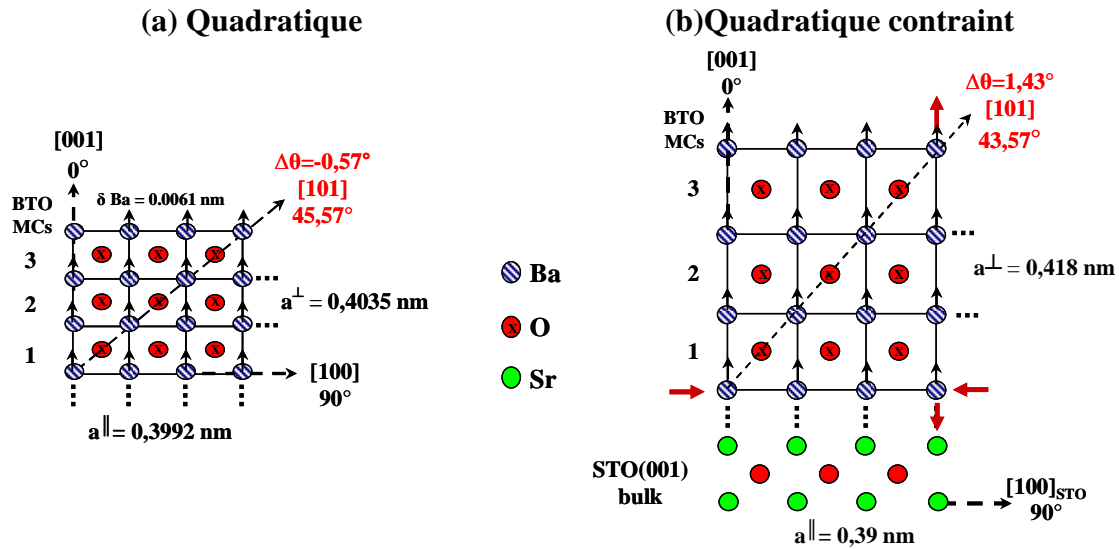 (a) Quadratique
[001]
0°
BTO
MCs
δ Ba = 0.0061 nm
Δθ=-0,57°
[101]
45,57°
3
2
1
a⊥ = 0,4035 nm
[100]
90°
a∥ = 0,3992 nm
x x x
x x x
x x x
Ba
x O
Sr
(b)Quadratique contraint
[001]
0°
BTO
MCs
Δθ=1,43°
[101]
43,57°
3
2
1
x x x
x x x
x x x
a⊥ = 0,418 nm
STO(001)
bulk
[100]STO
90°
a∥ = 0,39 nm